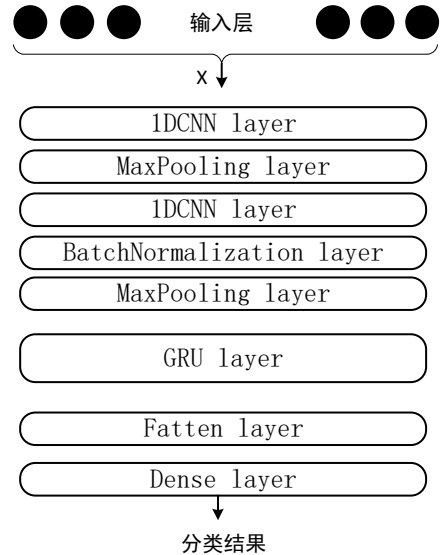 输入层
X
1DCNN layer
MaxPooling layer
1DCNN layer
BatchNormalization layer
MaxPooling layer
GRU layer
Fatten layer
Dense layer
分类结果